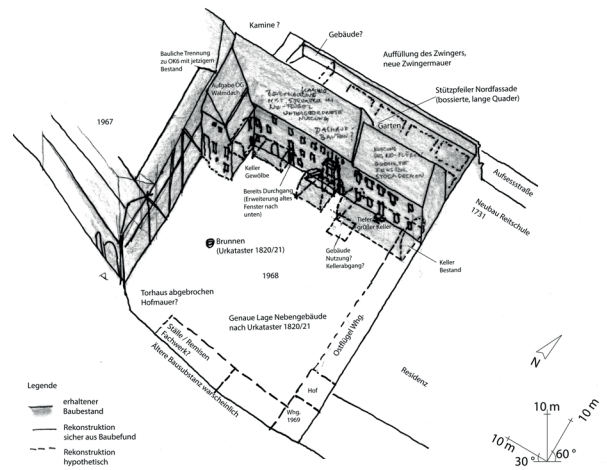 Kamine ?
Gebäude?
Bauliche Trennung
zu OK6 mit jetzigem
Bestand
Auffüllung des Zwingers,
neue Zwingermauer
Aufgabe OG
Walmdach
Stützpfeiler Nordfassade
(bossierte, lange Quader)
1967
Garten
Keller
Gewölbe
Bereits Durchgang
(Erweiterung altes
Fenster nach
unten)
Aufsessstraße
Neubau Reitschule
1731
Tieferer
größer Keller
Brunnen
(Urkataster 1820/21)
Gebäude
Nutzung?
Kellerabgang?
Keller
Bestand
1968
Torhaus abgebrochen
Hofmauer?
Genaue Lage Nebengebäude
nach Urkataster 1820/21
Ställe / Remisen
Fachwerk?
Ältere Bausubstanz warscheinlich
Ostflügel Whg.
Hof
Whg.
1969
Residenz
N
Legende
erhaltener
Baubestand
Rekonstruktion
sicher aus Baubefund
Rekonstruktion
hypothetisch
10 m
10 m
10 m
30 °
60 °